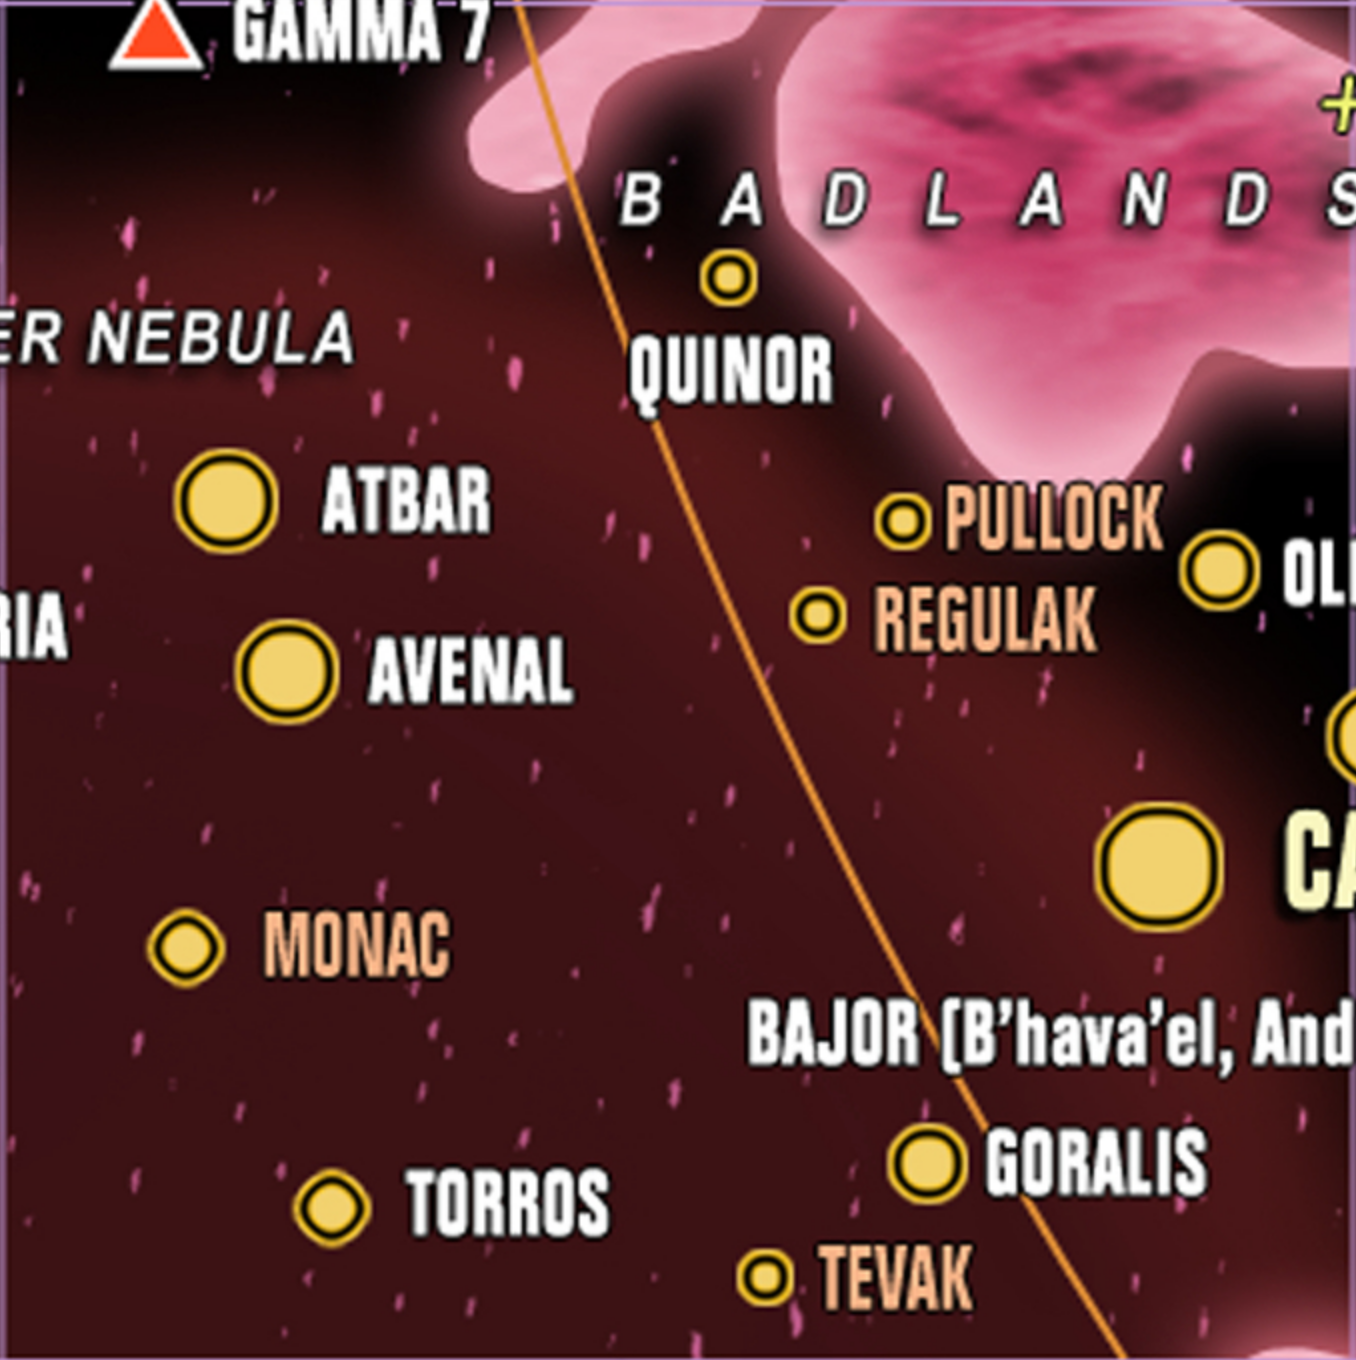 GAMMA 7
+
BADLANDS
ER NEBULA
QUINOR
ATBAR
PULLOCK
OL
REGULAK
RIA
AVENAL
CA
MONAC
BAJOR (B’hava’el, And
GORALIS
TORROS
TEVAK